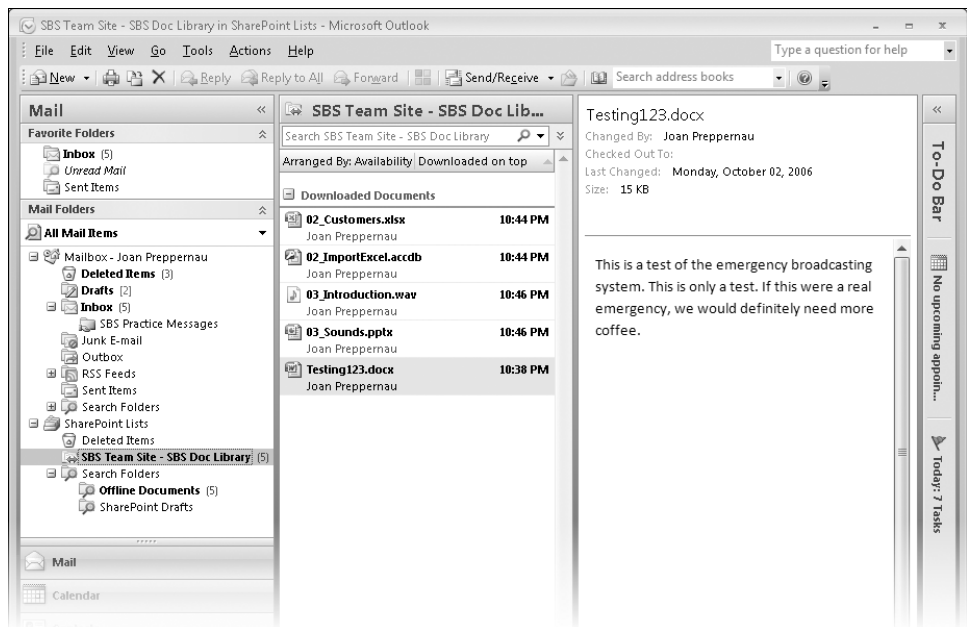 SBS Team Site - SBS Doc Library in SharePoint Lists - Microsoft Outlook
File Edit View Go Tools Actions Help
Type a question for help
New Reply Reply to All Forward Send/Receive Search address books
Mail
Favorite Folders
Inbox (5)
Unread Mail
Sent Items
Mail Folders
All Mail Items
Mailbox - Joan Preppernau
Deleted Items (3)
Drafts [2]
Inbox (5)
SBS Practice Messages
Junk E-mail
Outbox
RSS Feeds
Sent Items
Search Folders
SharePoint Lists
Deleted Items
SBS Team Site - SBS Doc Library (5)
Search Folders
Offline Documents (5)
SharePoint Drafts
Mail
Calendar
SBS Team Site - SBS Doc Lib...
Search SBS Team Site - SBS Doc Library
Arranged By: Availability Downloaded on top
Downloaded Documents
02_Customers.xlsx 10:44 PM
Joan Preppernau
02_ImportExcel.accdb 10:44 PM
Joan Preppernau
03_Introduction.wav 10:46 PM
Joan Preppernau
03_Sounds.pptx 10:46 PM
Joan Preppernau
Testing123.docx 10:38 PM
Joan Preppernau
Testing123.docx
Changed By: Joan Preppernau
Checked Out To:
Last Changed: Monday, October 02, 2006
Size: 15 KB
This is a test of the emergency broadcasting
system. This is only a test. If this were a real
emergency, we would definitely need more
coffee.
To-Do Bar
No upcoming appoin...
Today: 7 Tasks